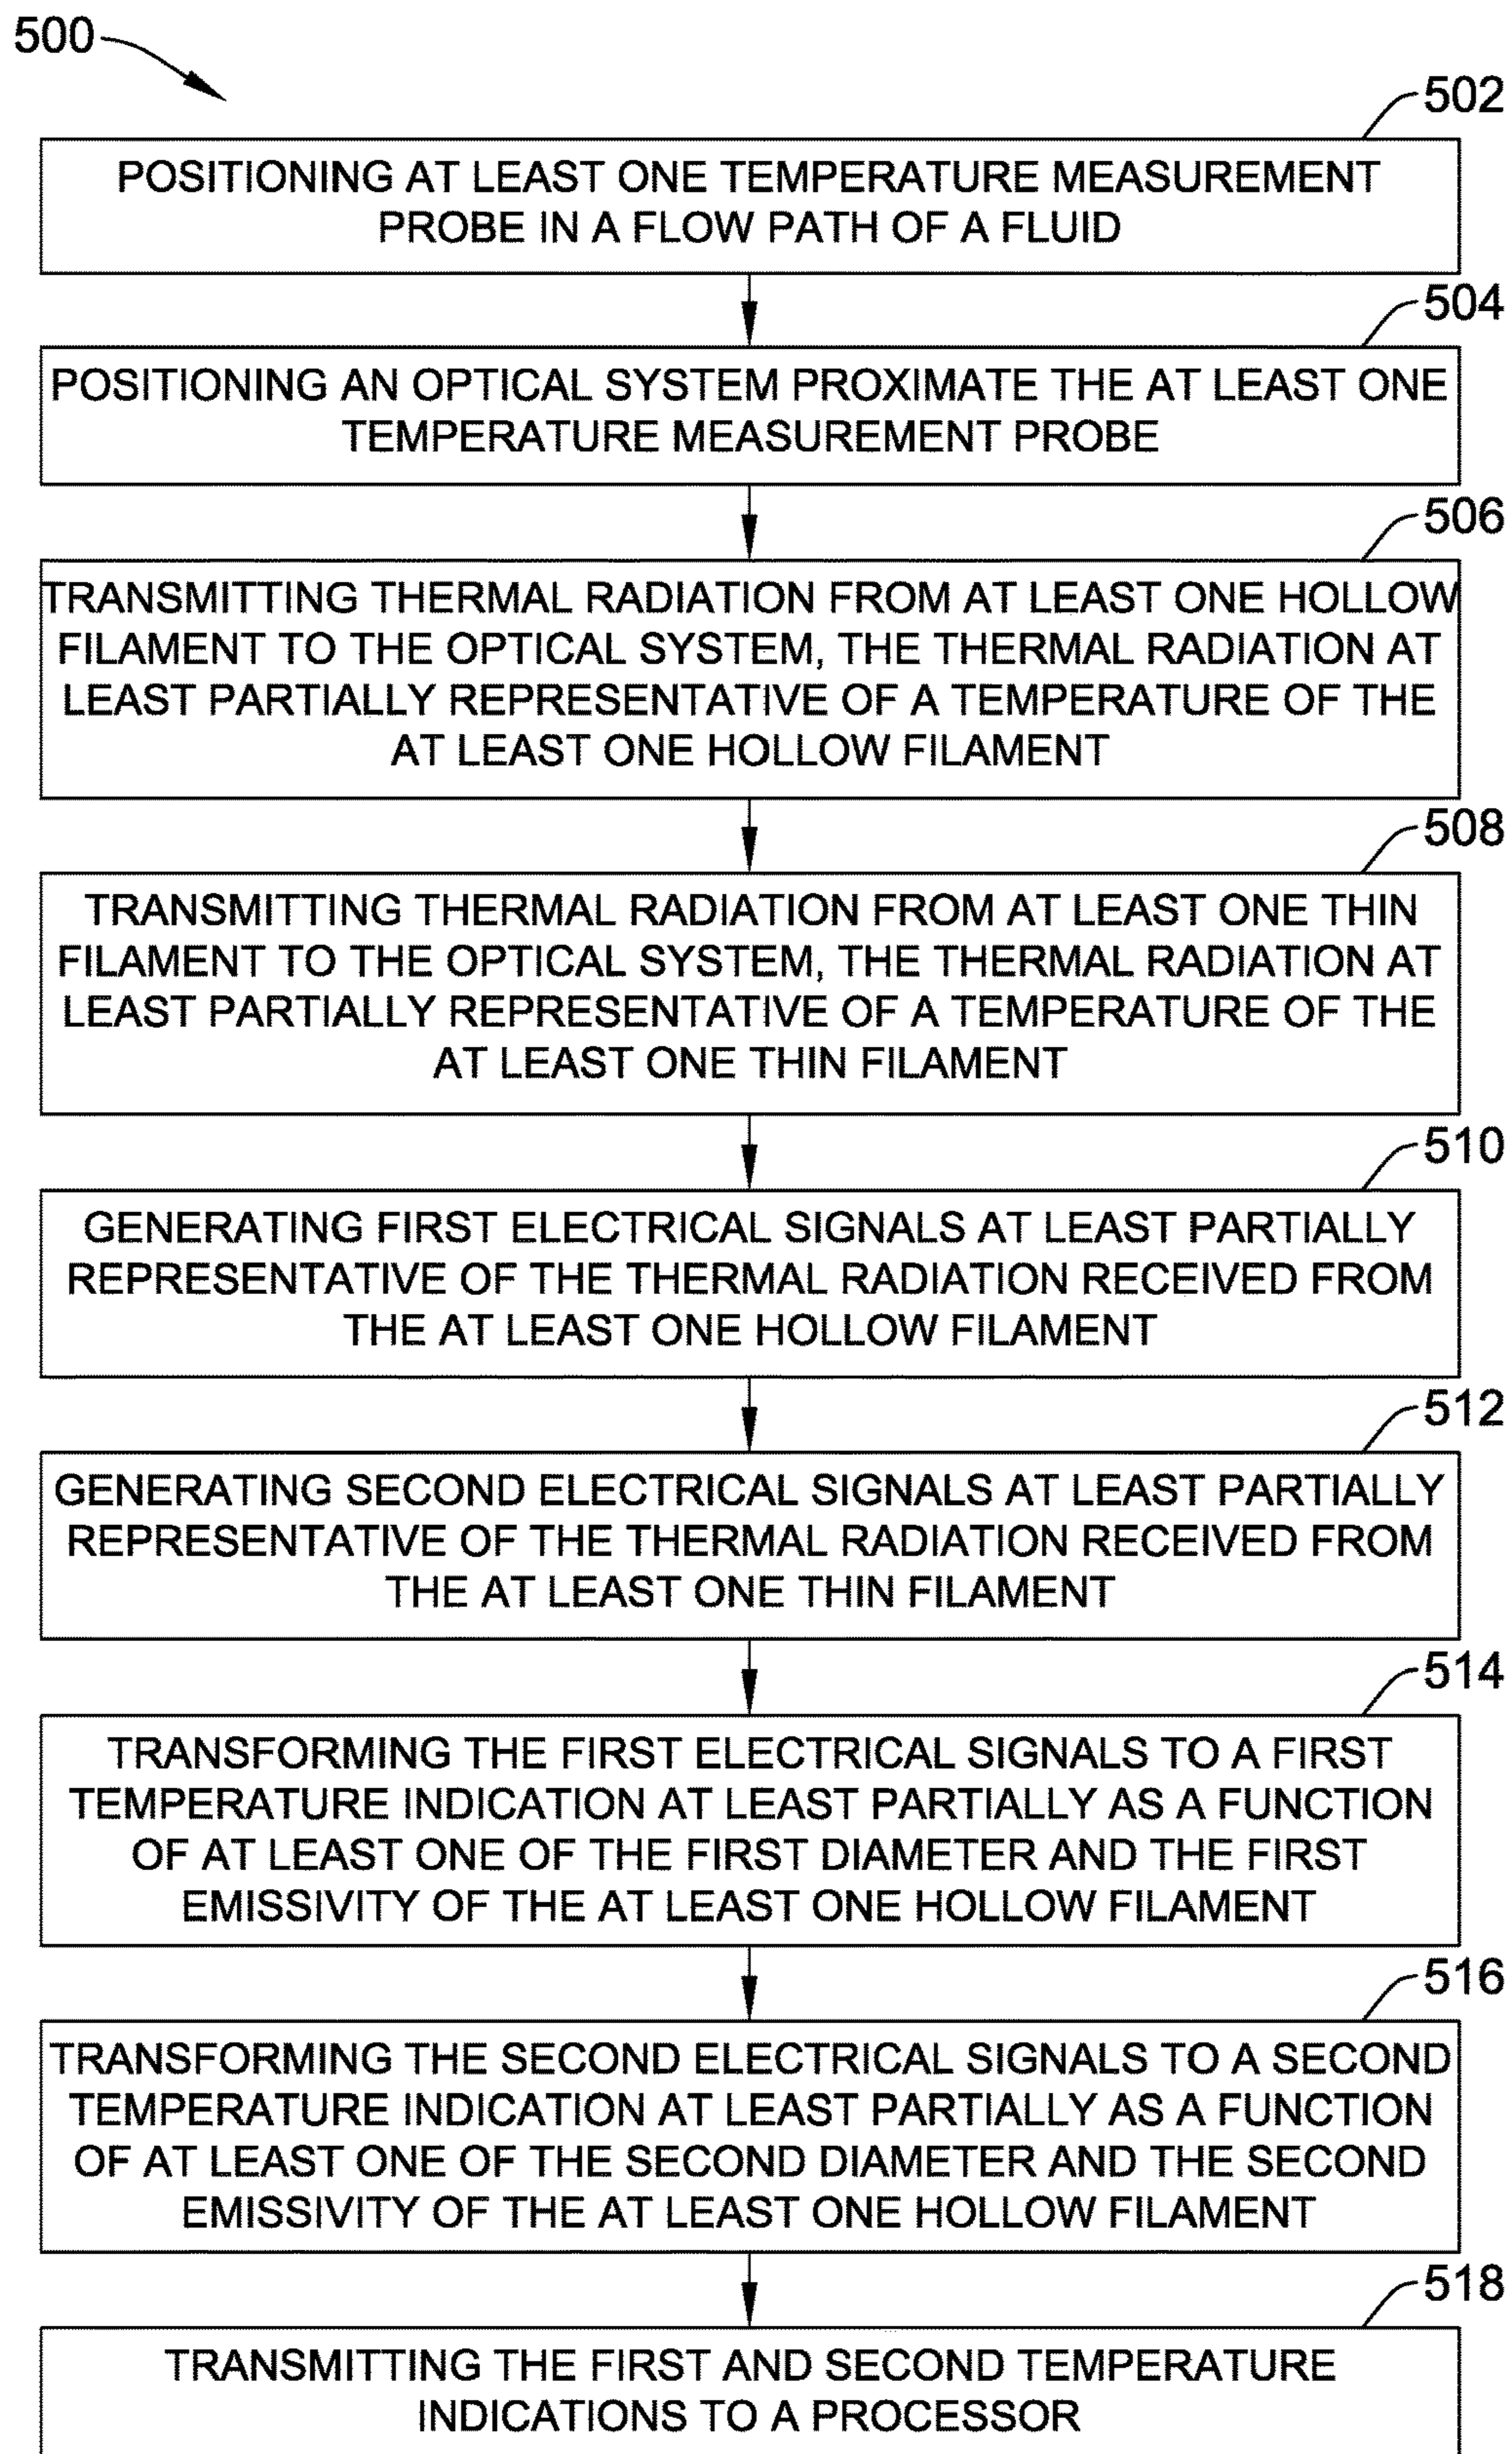 500
502
POSITIONING AT LEAST ONE TEMPERATURE MEASUREMENT
PROBE IN A FLOW PATH OF A FLUID
504
POSITIONING AN OPTICAL SYSTEM PROXIMATE THE AT LEAST ONE
TEMPERATURE MEASUREMENT PROBE
506
TRANSMITTING THERMAL RADIATION FROM AT LEAST ONE HOLLOW
FILAMENT TO THE OPTICAL SYSTEM, THE THERMAL RADIATION AT
LEAST PARTIALLY REPRESENTATIVE OF A TEMPERATURE OF THE
AT LEAST ONE HOLLOW FILAMENT
508
TRANSMITTING THERMAL RADIATION FROM AT LEAST ONE THIN
FILAMENT TO THE OPTICAL SYSTEM, THE THERMAL RADIATION AT
LEAST PARTIALLY REPRESENTATIVE OF A TEMPERATURE OF THE
AT LEAST ONE THIN FILAMENT
510
GENERATING FIRST ELECTRICAL SIGNALS AT LEAST PARTIALLY
REPRESENTATIVE OF THE THERMAL RADIATION RECEIVED FROM
THE AT LEAST ONE HOLLOW FILAMENT
512
GENERATING SECOND ELECTRICAL SIGNALS AT LEAST PARTIALLY
REPRESENTATIVE OF THE THERMAL RADIATION RECEIVED FROM
THE AT LEAST ONE THIN FILAMENT
514
TRANSFORMING THE FIRST ELECTRICAL SIGNALS TO A FIRST
TEMPERATURE INDICATION AT LEAST PARTIALLY AS A FUNCTION
OF AT LEAST ONE OF THE FIRST DIAMETER AND THE FIRST
EMISSIVITY OF THE AT LEAST ONE HOLLOW FILAMENT
516
TRANSFORMING THE SECOND ELECTRICAL SIGNALS TO A SECOND
TEMPERATURE INDICATION AT LEAST PARTIALLY AS A FUNCTION
OF AT LEAST ONE OF THE SECOND DIAMETER AND THE SECOND
EMISSIVITY OF THE AT LEAST ONE HOLLOW FILAMENT
518
TRANSMITTING THE FIRST AND SECOND TEMPERATURE
INDICATIONS TO A PROCESSOR